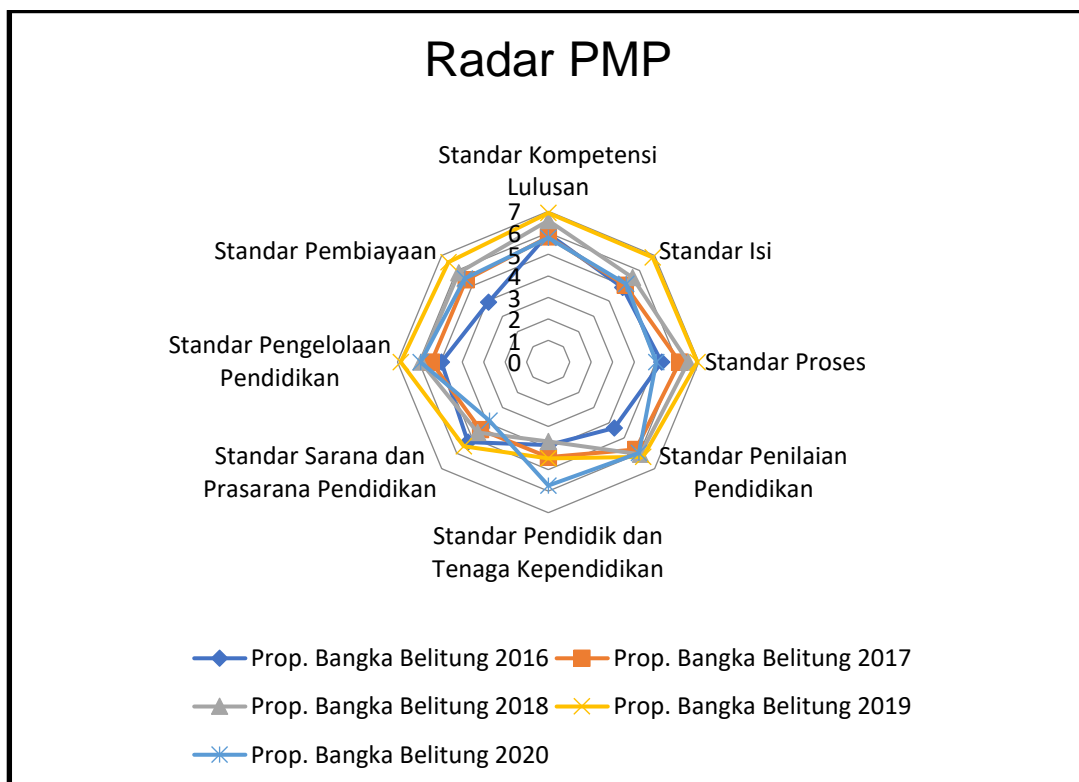 Radar PMP
Standar Kompetensi
Lulusan
7
6
5
4
3
2
1
0
Standar Isi
Standar Proses
Standar Penilaian
Pendidikan
Standar Pendidik dan
Tenaga Kependidikan
Standar Sarana dan
Prasarana Pendidikan
Standar Pengelolaan
Pendidikan
Standar Pembiayaan
Prop. Bangka Belitung 2016
Prop. Bangka Belitung 2017
Prop. Bangka Belitung 2018
Prop. Bangka Belitung 2019
Prop. Bangka Belitung 2020